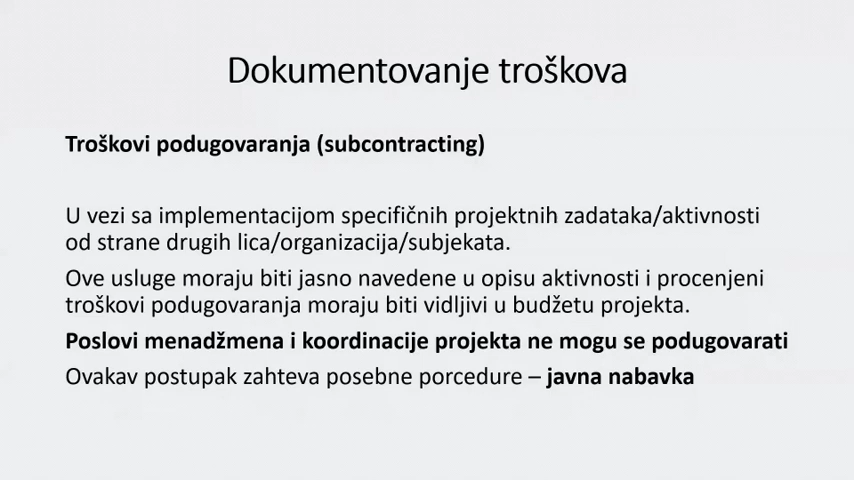 Dokumentovanje troškova
Troškovi podugovaranja (subcontracting)
U vezi sa implementacijom specifičnih projektnih zadataka/aktivnosti
od strane drugih lica/organizacija/subjekata.
Ove usluge moraju biti jasno navedene u opisu aktivnosti i procenjeni
troškovi podugovaranja moraju biti vidljivi u budžetu projekta.
Poslovi menadžmena i koordinacije projekta ne mogu se podugovarati
Ovakav postupak zahteva posebne porcedure – javna nabavka